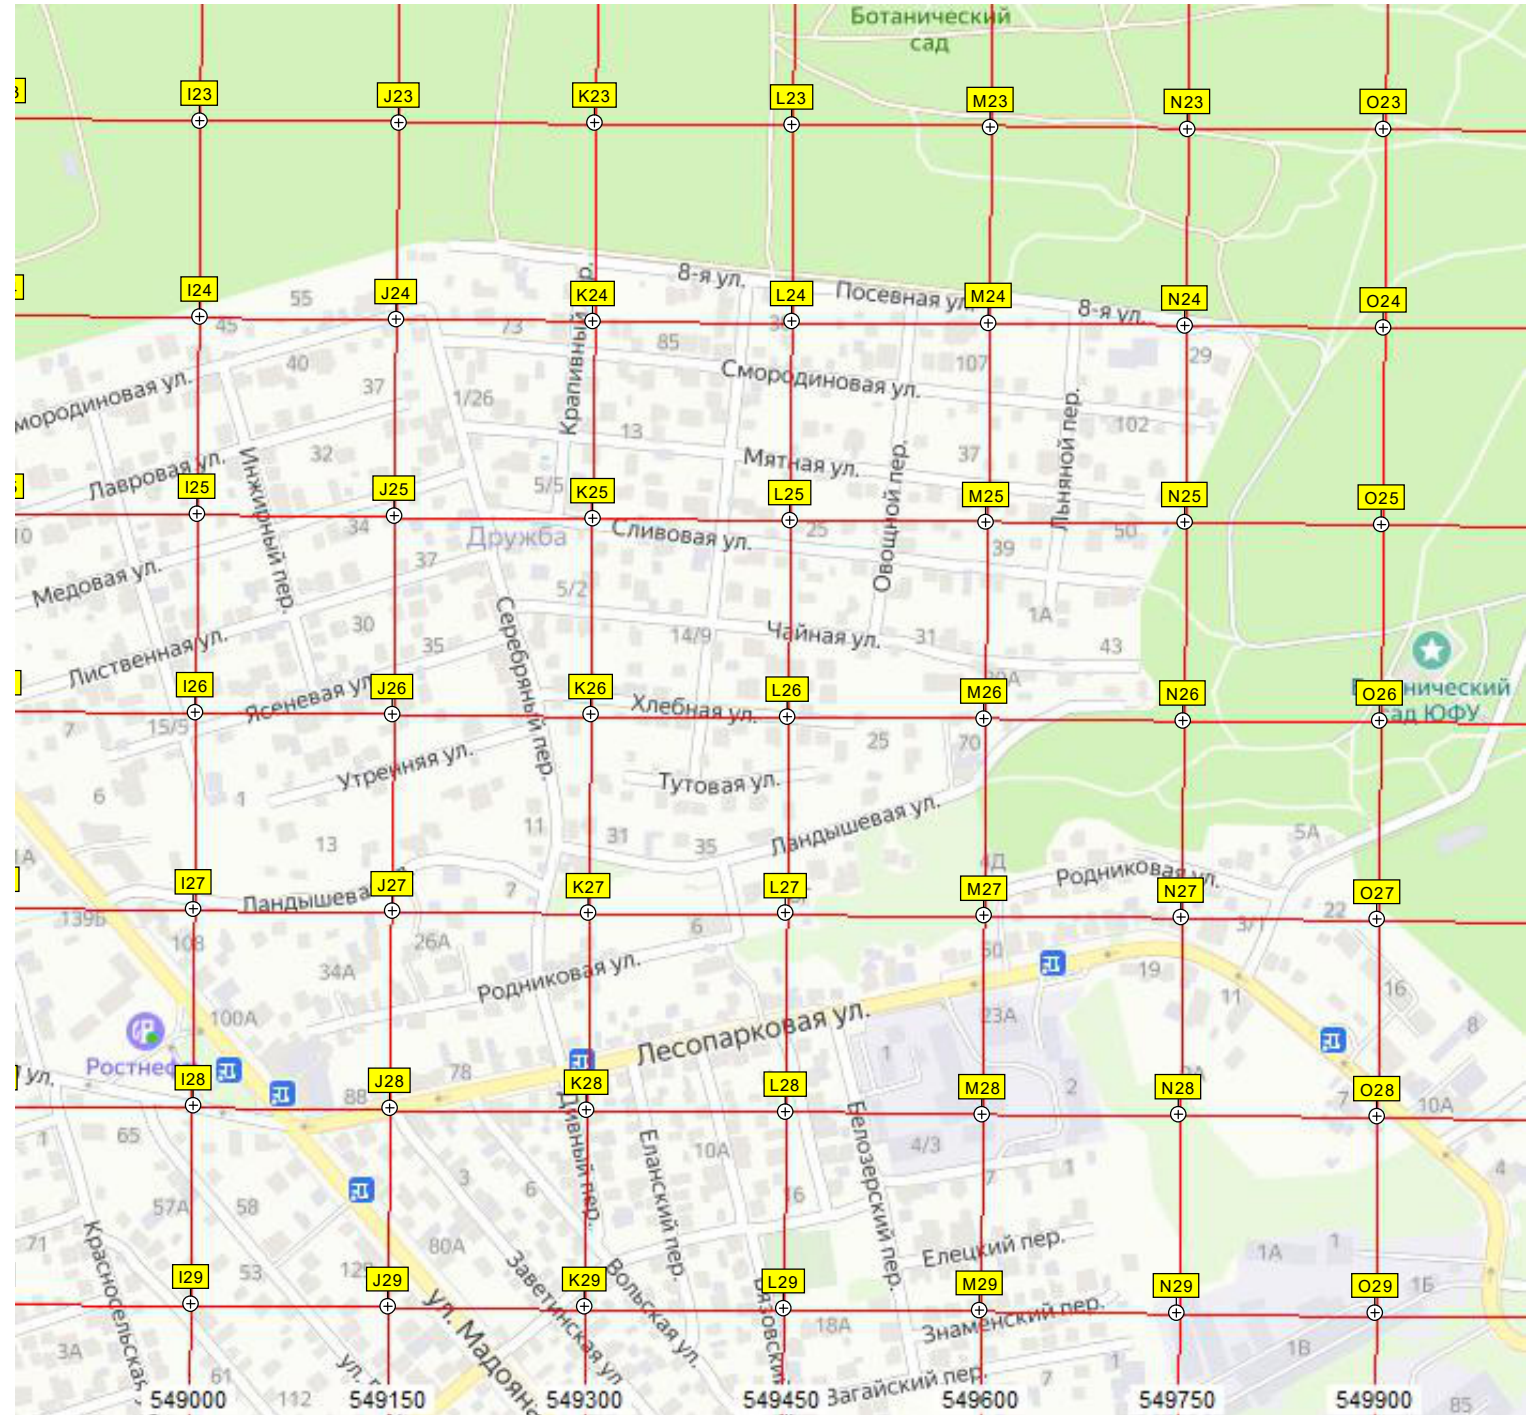 Ботанический
сад
I23
J23
K23
L23
M23
N23
O23
8-я ул.
Посевная ул.
8-я ул.
I24
J24
K24
L24
M24
N24
O24
55
45
73
85
107
29
40
37
Крапивный
Смородиновая ул.
1/26
102
13
32
Мятная ул.
37
Льняной пер.
Лавровая ул.
Инжирный пер.
Овощной пер.
5/5
I25
J25
K25
L25
M25
N25
O25
34
Дружба
Сливовая ул.
25
39
50
10
Медовая ул.
37
5/2
1А
30
35
Серебряный пер.
14/9
Чайная ул.
31
43
Лиственная ул.
Ясеневая ул.
I26
J26
K26
L26
M26
N26
O26
Хлебная ул.
сад ЮФУ
7
15/5
25
70
Утренняя ул.
Тутовая ул.
6
1
11
31
35
Ландышевая ул.
5А
13
4Д
Родниковая ул.
7
I27
J27
K27
L27
M27
N27
O27
139Б
6
3/1
22
103
26А
50
34А
Родниковая ул.
19
11
16
100А
Лесопарковая ул.
23А
8
1
78
2
I28
J28
K28
L28
M28
N28
O28
88
7
10А
1
65
Дивный пер.
Еланский пер.
10А
Белозерский пер.
4/3
7
1
4
3
6
16
57А
58
71
80А
Елецкий пер.
1А
1
1Б
53
I29
J29
K29
L29
M29
N29
O29
Заветинская ул.
Вольская ул.
18А
Знаменский пер.
1В
3А
ул. Мадоян
61
112
Загайский пер.
7
1
85
549000
549150
549300
549450
549600
549750
549900